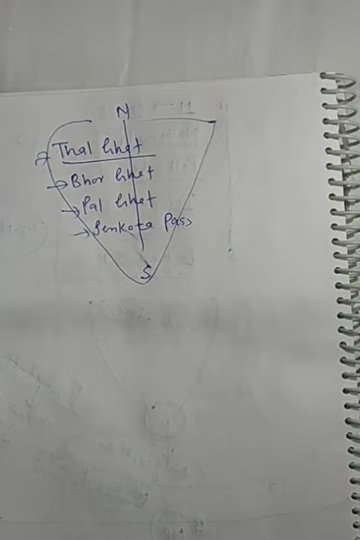 N
Thal Ghat
Bhor Ghat
Pal Ghat
Senkota Pass
S